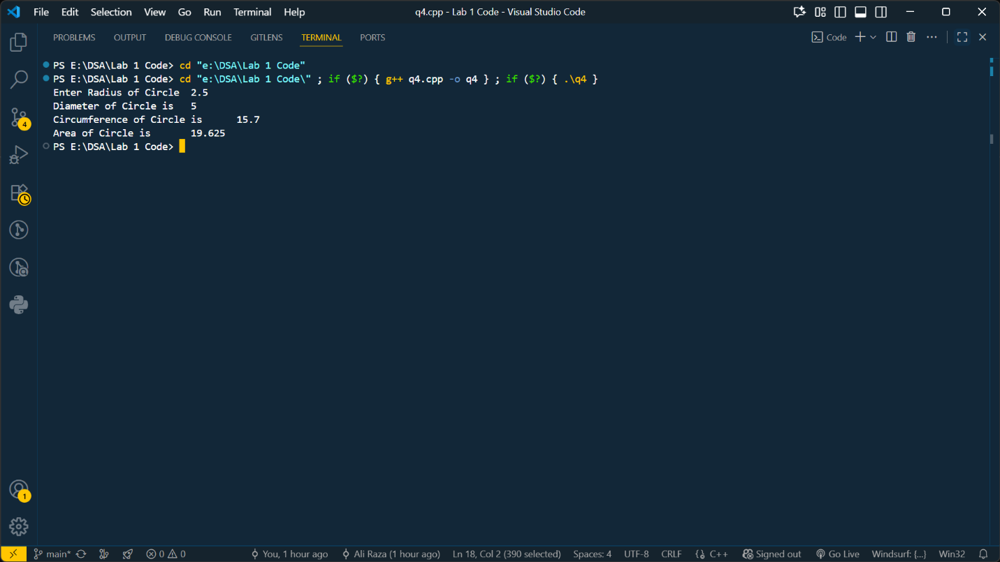 File Edit Selection View Go Run Terminal Help q4.cpp - Lab 1 Code - Visual Studio Code
PROBLEMS OUTPUT DEBUG CONSOLE GITLENS TERMINAL PORTS Code
PS E:\DSA\Lab 1 Code> cd "e:\DSA\Lab 1 Code"
PS E:\DSA\Lab 1 Code> cd "e:\DSA\Lab 1 Code\" ; if ($?) { g++ q4.cpp -o q4 } ; if ($?) { .\q4 }
Enter Radius of Circle  2.5
Diameter of Circle is   5
Circumference of Circle is      15.7
Area of Circle is       19.625
PS E:\DSA\Lab 1 Code>
4
1
main* 0 0 You, 1 hour ago Ali Raza (1 hour ago) Ln 18, Col 2 (390 selected) Spaces: 4 UTF-8 CRLF C++ Signed out Go Live Windsurf: {...} Win32